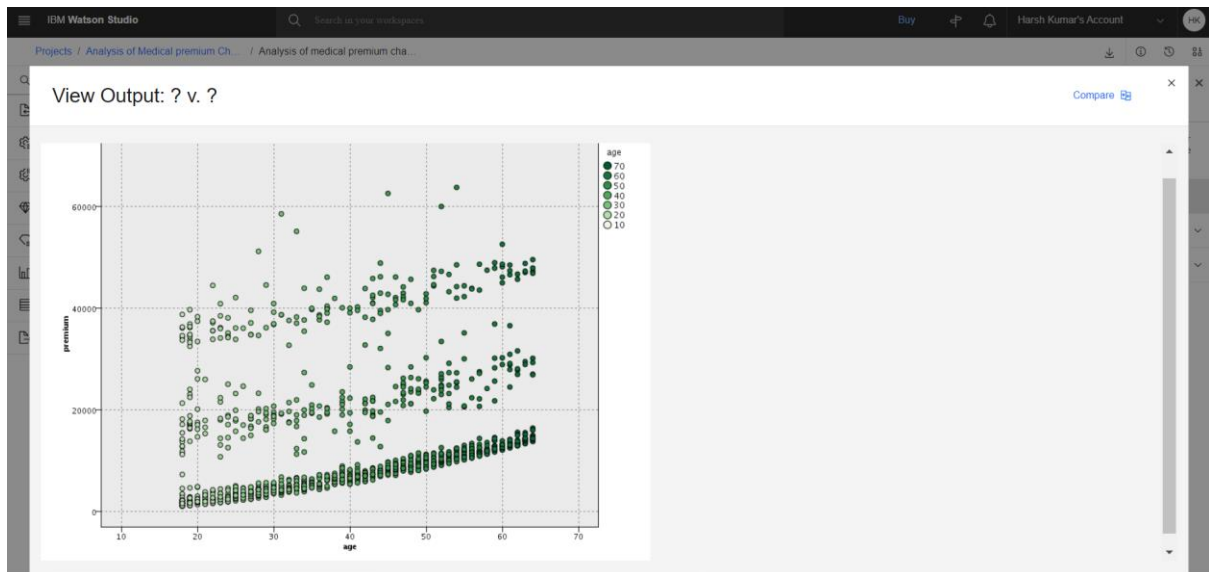 IBM Watson Studio
Search in your workspaces
Buy
Harsh Kumar's Account
HK
Projects / Analysis of Medical premium Ch... / Analysis of medical premium cha...
View Output: ? v. ?
Compare
age
70
60
50
40
30
20
10
60000
40000
20000
0
premium
10 20 30 40 50 60 70
age